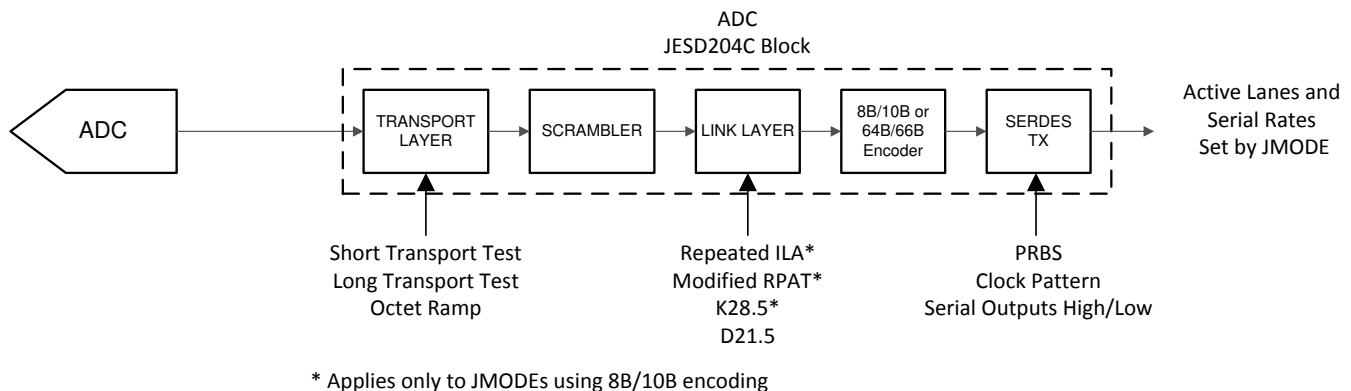 ADC
JESD204C Block
ADC
TRANSPORT
LAYER
SCRAMBLER
LINK LAYER
8B/10B or
64B/66B
Encoder
SERDES
TX
Active Lanes and
Serial Rates
Set by JMODE
Short Transport Test
Long Transport Test
Octet Ramp
Repeated ILA*
Modified RPAT*
K28.5*
D21.5
PRBS
Clock Pattern
Serial Outputs High/Low
* Applies only to JMODEs using 8B/10B encoding